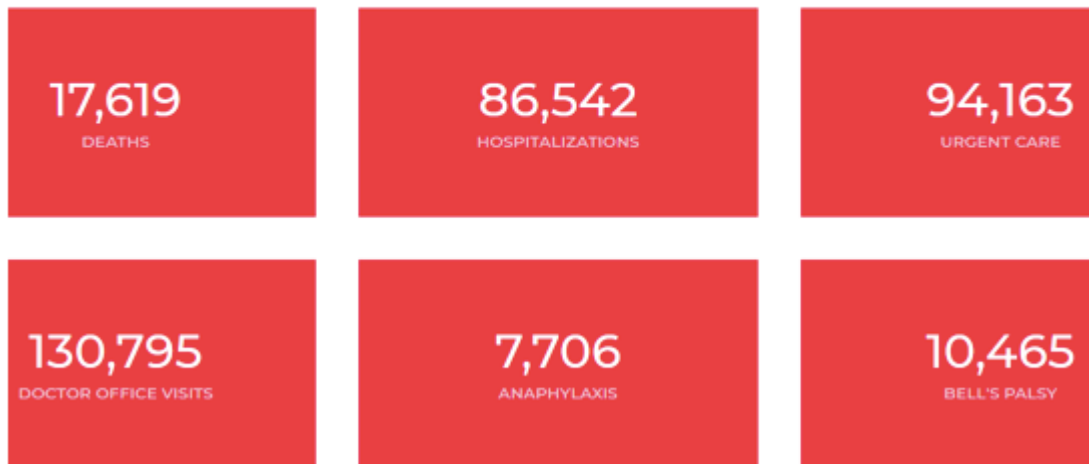 17,619
DEATHS
86,542
HOSPITALIZATIONS
94,163
URGENT CARE
130,795
DOCTOR OFFICE VISITS
7,706
ANAPHYLAXIS
10,465
BELL'S PALSY